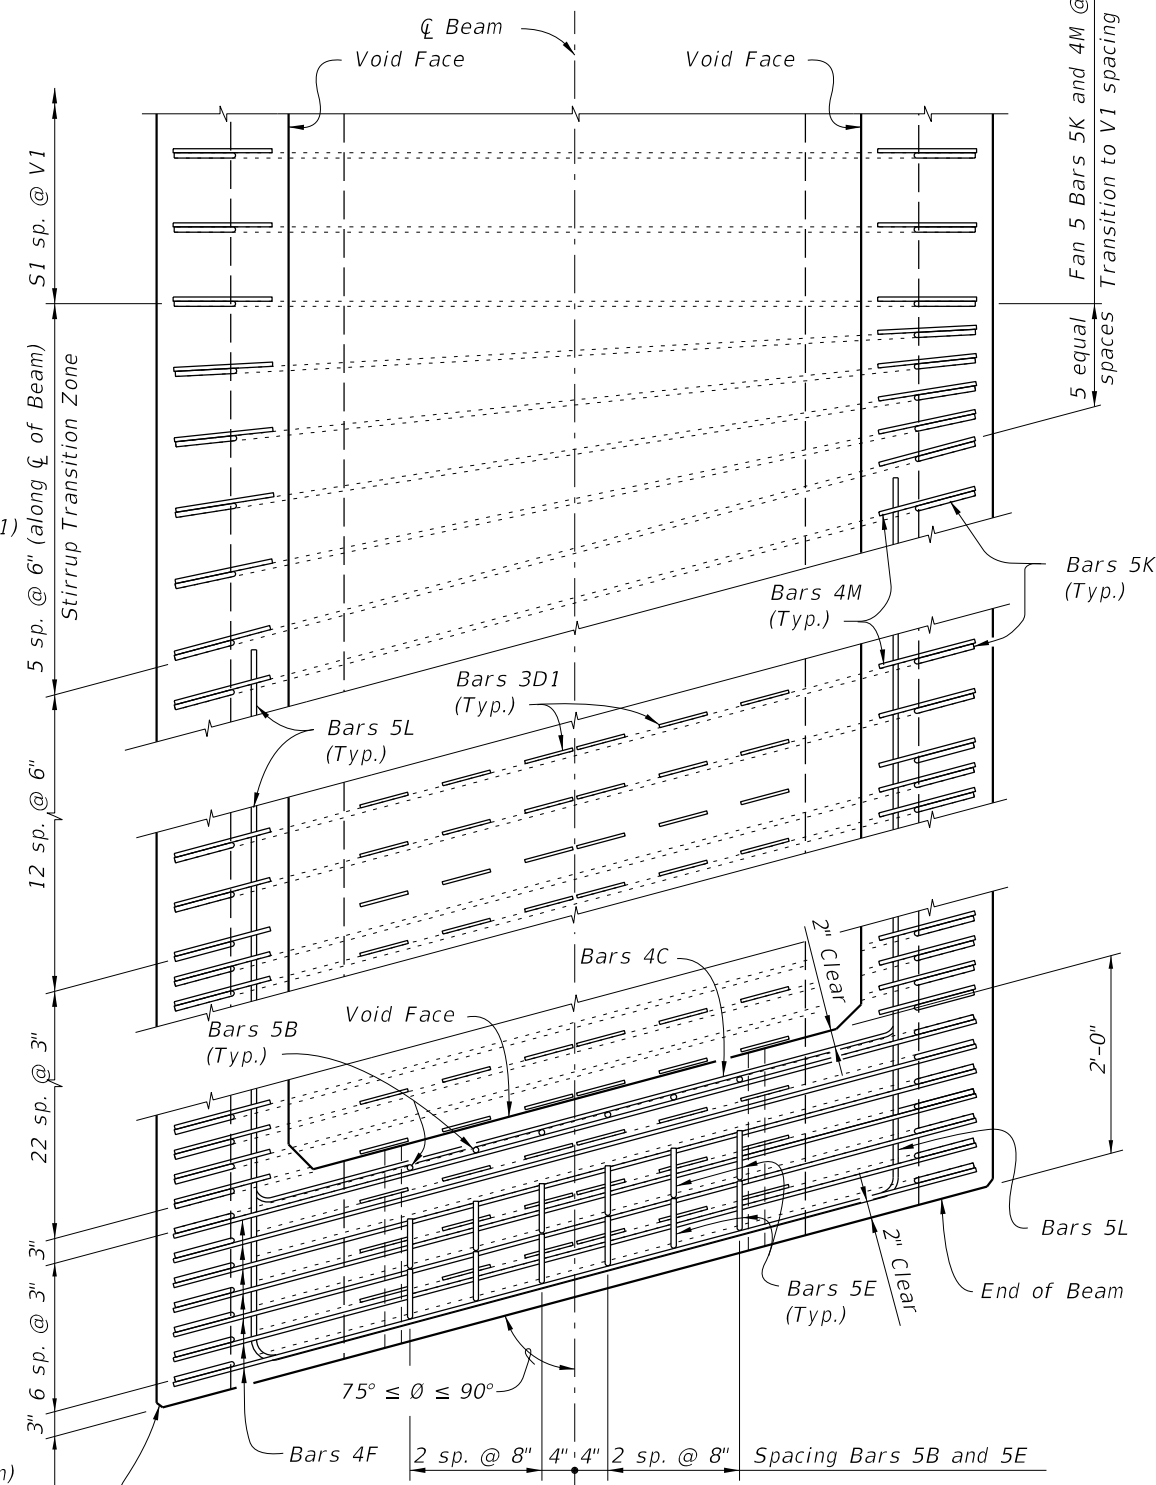 ℄ Beam
Void Face
Void Face
Fan 5 Bars 5K and 4M @
Transition to V1 spacing
5 equal
spaces
S1 sp. @ V1
5 sp. @ 6" (along ℄ of Beam)
Stirrup Transition Zone
1)
Bars 5K
(Typ.)
Bars 4M
(Typ.)
Bars 3D1
(Typ.)
Bars 5L
(Typ.)
12 sp. @ 6"
2" Clear
Bars 4C
Void Face
Bars 5B
(Typ.)
2'-0"
22 sp. @ 3"
3"
6 sp. @ 3"
3"
Bars 5L
2" Clear
Bars 5E
(Typ.)
End of Beam
75° ≤ Ø ≤ 90°
Bars 4F
2 sp. @ 8"
4"
4"
2 sp. @ 8"
Spacing Bars 5B and 5E